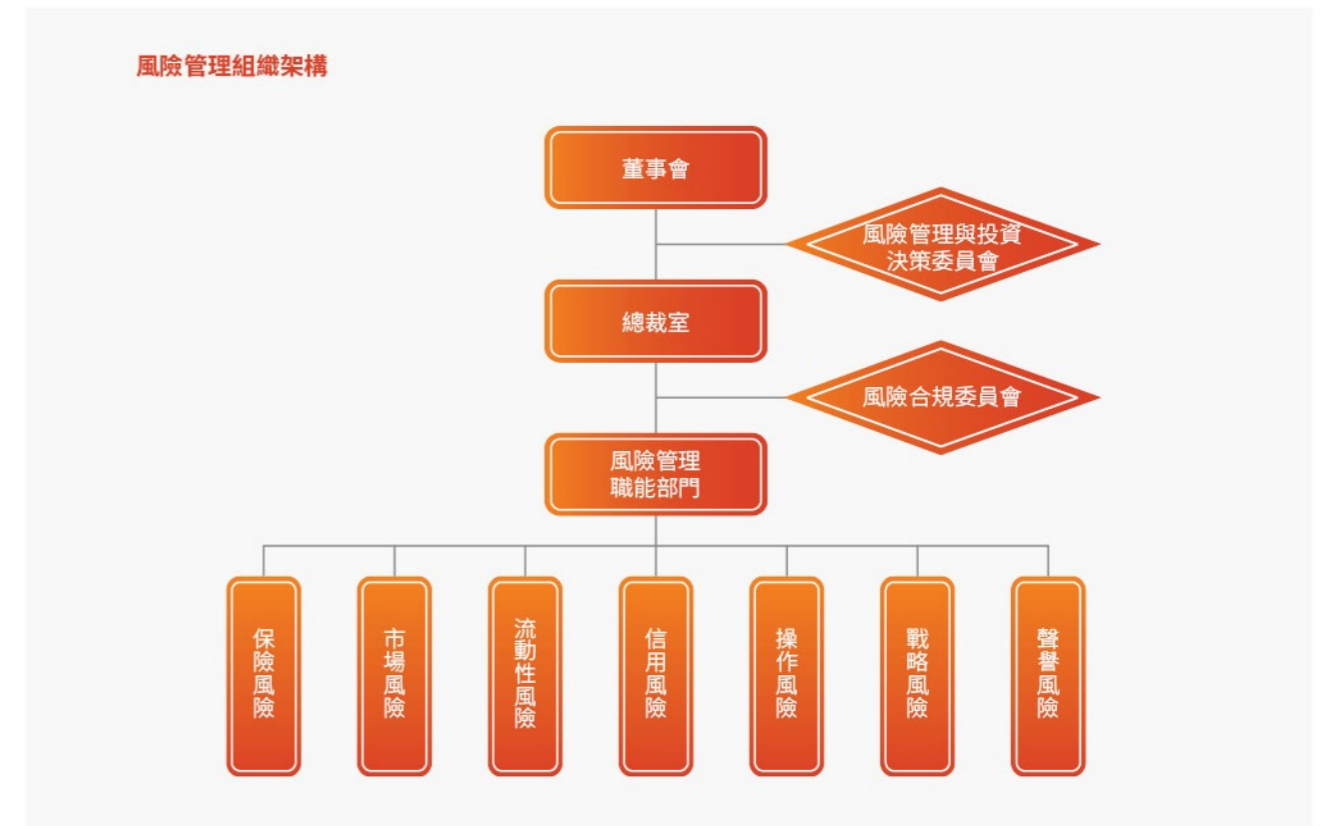 風險管理組織架構
董事會
風險管理與投資
決策委員會
總裁室
風險合規委員會
風險管理
職能部門
保險風險
市場風險
流動性風險
信用風險
操作風險
戰略風險
聲譽風險